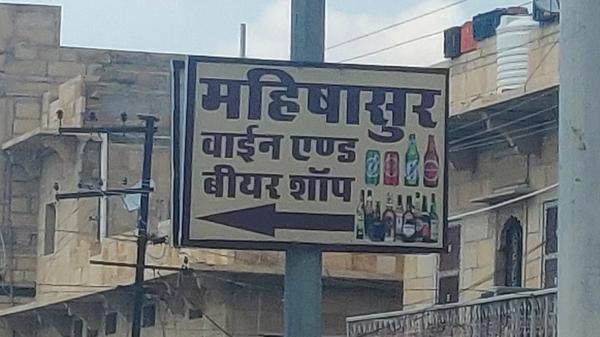 महिषासुर
वाईन एण्ड
बीयर शॉप